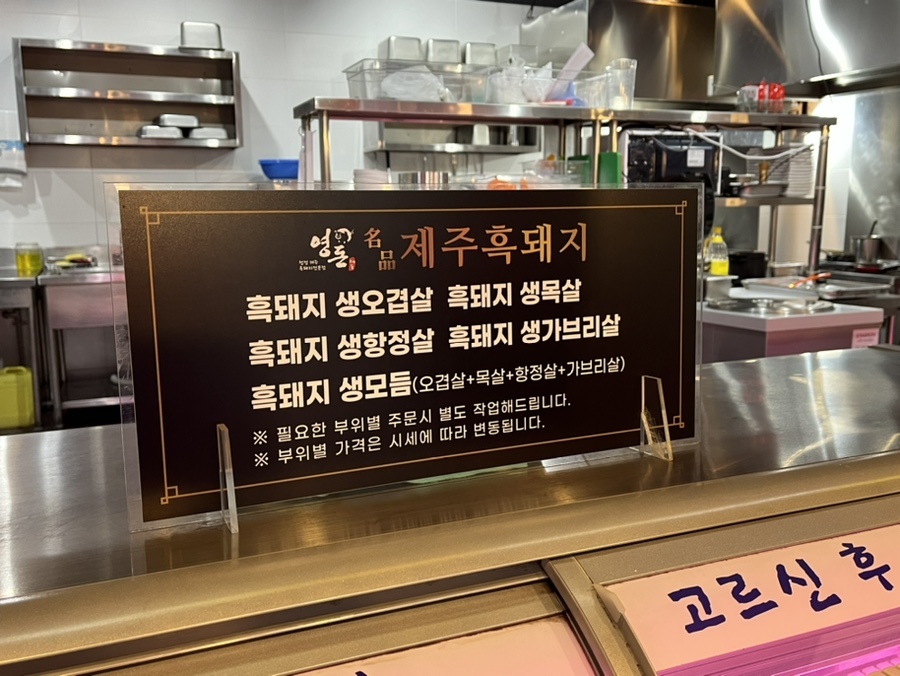 영돈
名品 제주흑돼지
흑돼지 생오겹살 흑돼지 생목살
흑돼지 생항정살 흑돼지 생가브리살
흑돼지 생모듬(오겹살+목살+항정살+가브리살)
※ 필요한 부위별 주문시 별도 작업해드립니다.
※ 부위별 가격은 시세에 따라 변동됩니다.
고르신 후